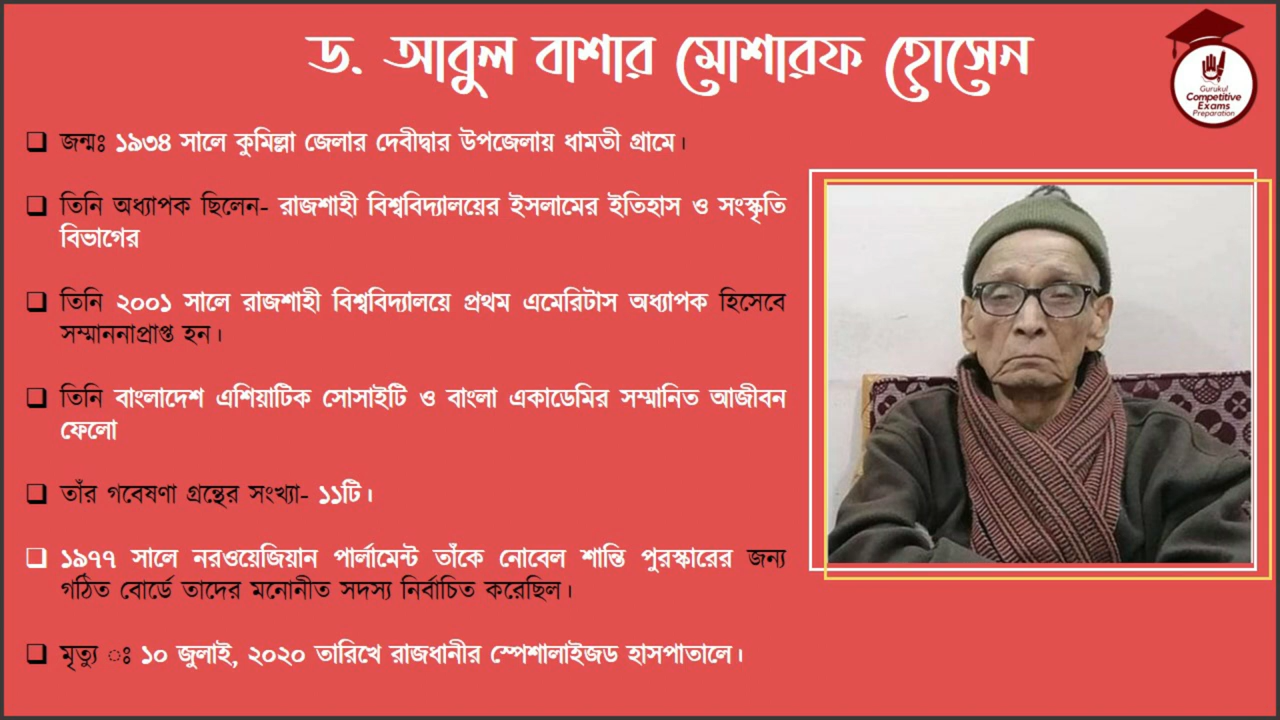 ড. আবুল বাশার মোশারফ হোসেন
Gurukul
Competitive
Exams
Preparation
জন্মঃ ১৯৩৪ সালে কুমিল্লা জেলার দেবীদ্বার উপজেলায় ধামতী গ্রামে।
তিনি অধ্যাপক ছিলেন- রাজশাহী বিশ্ববিদ্যালয়ের ইসলামের ইতিহাস ও সংস্কৃতি
বিভাগের
তিনি ২০০১ সালে রাজশাহী বিশ্ববিদ্যালয়ে প্রথম এমেরিটাস অধ্যাপক হিসেবে
সম্মাননাপ্রাপ্ত হন।
তিনি বাংলাদেশ এশিয়াটিক সোসাইটি ও বাংলা একাডেমির সম্মানিত আজীবন
ফেলো
তাঁর গবেষণা গ্রন্থের সংখ্যা- ১১টি।
১৯৭৭ সালে নরওয়েজিয়ান পার্লামেন্ট তাঁকে নোবেল শান্তি পুরস্কারের জন্য
গঠিত বোর্ডে তাদের মনোনীত সদস্য নির্বাচিত করেছিল।
মৃত্যু ঃ ১০ জুলাই, ২০২০ তারিখে রাজধানীর স্পেশালাইজড হাসপাতালে।